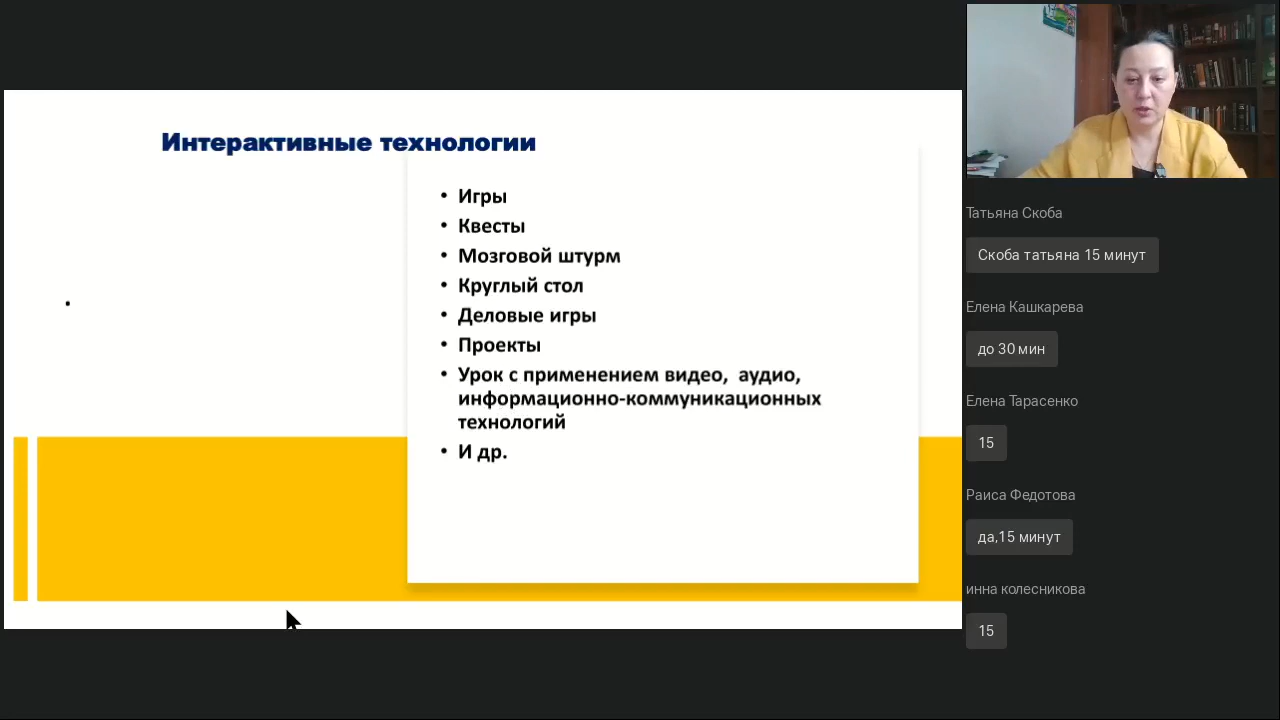 Интерактивные технологии
• Игры
• Квесты
• Мозговой штурм
• Круглый стол
• Деловые игры
• Проекты
• Урок с применением видео, аудио,
информационно-коммуникационных
технологий
• И др.
Татьяна Скоба
Скоба татьяна 15 минут
Елена Кашкарева
до 30 мин
Елена Тарасенко
15
Раиса Федотова
да,15 минут
инна колесникова
15